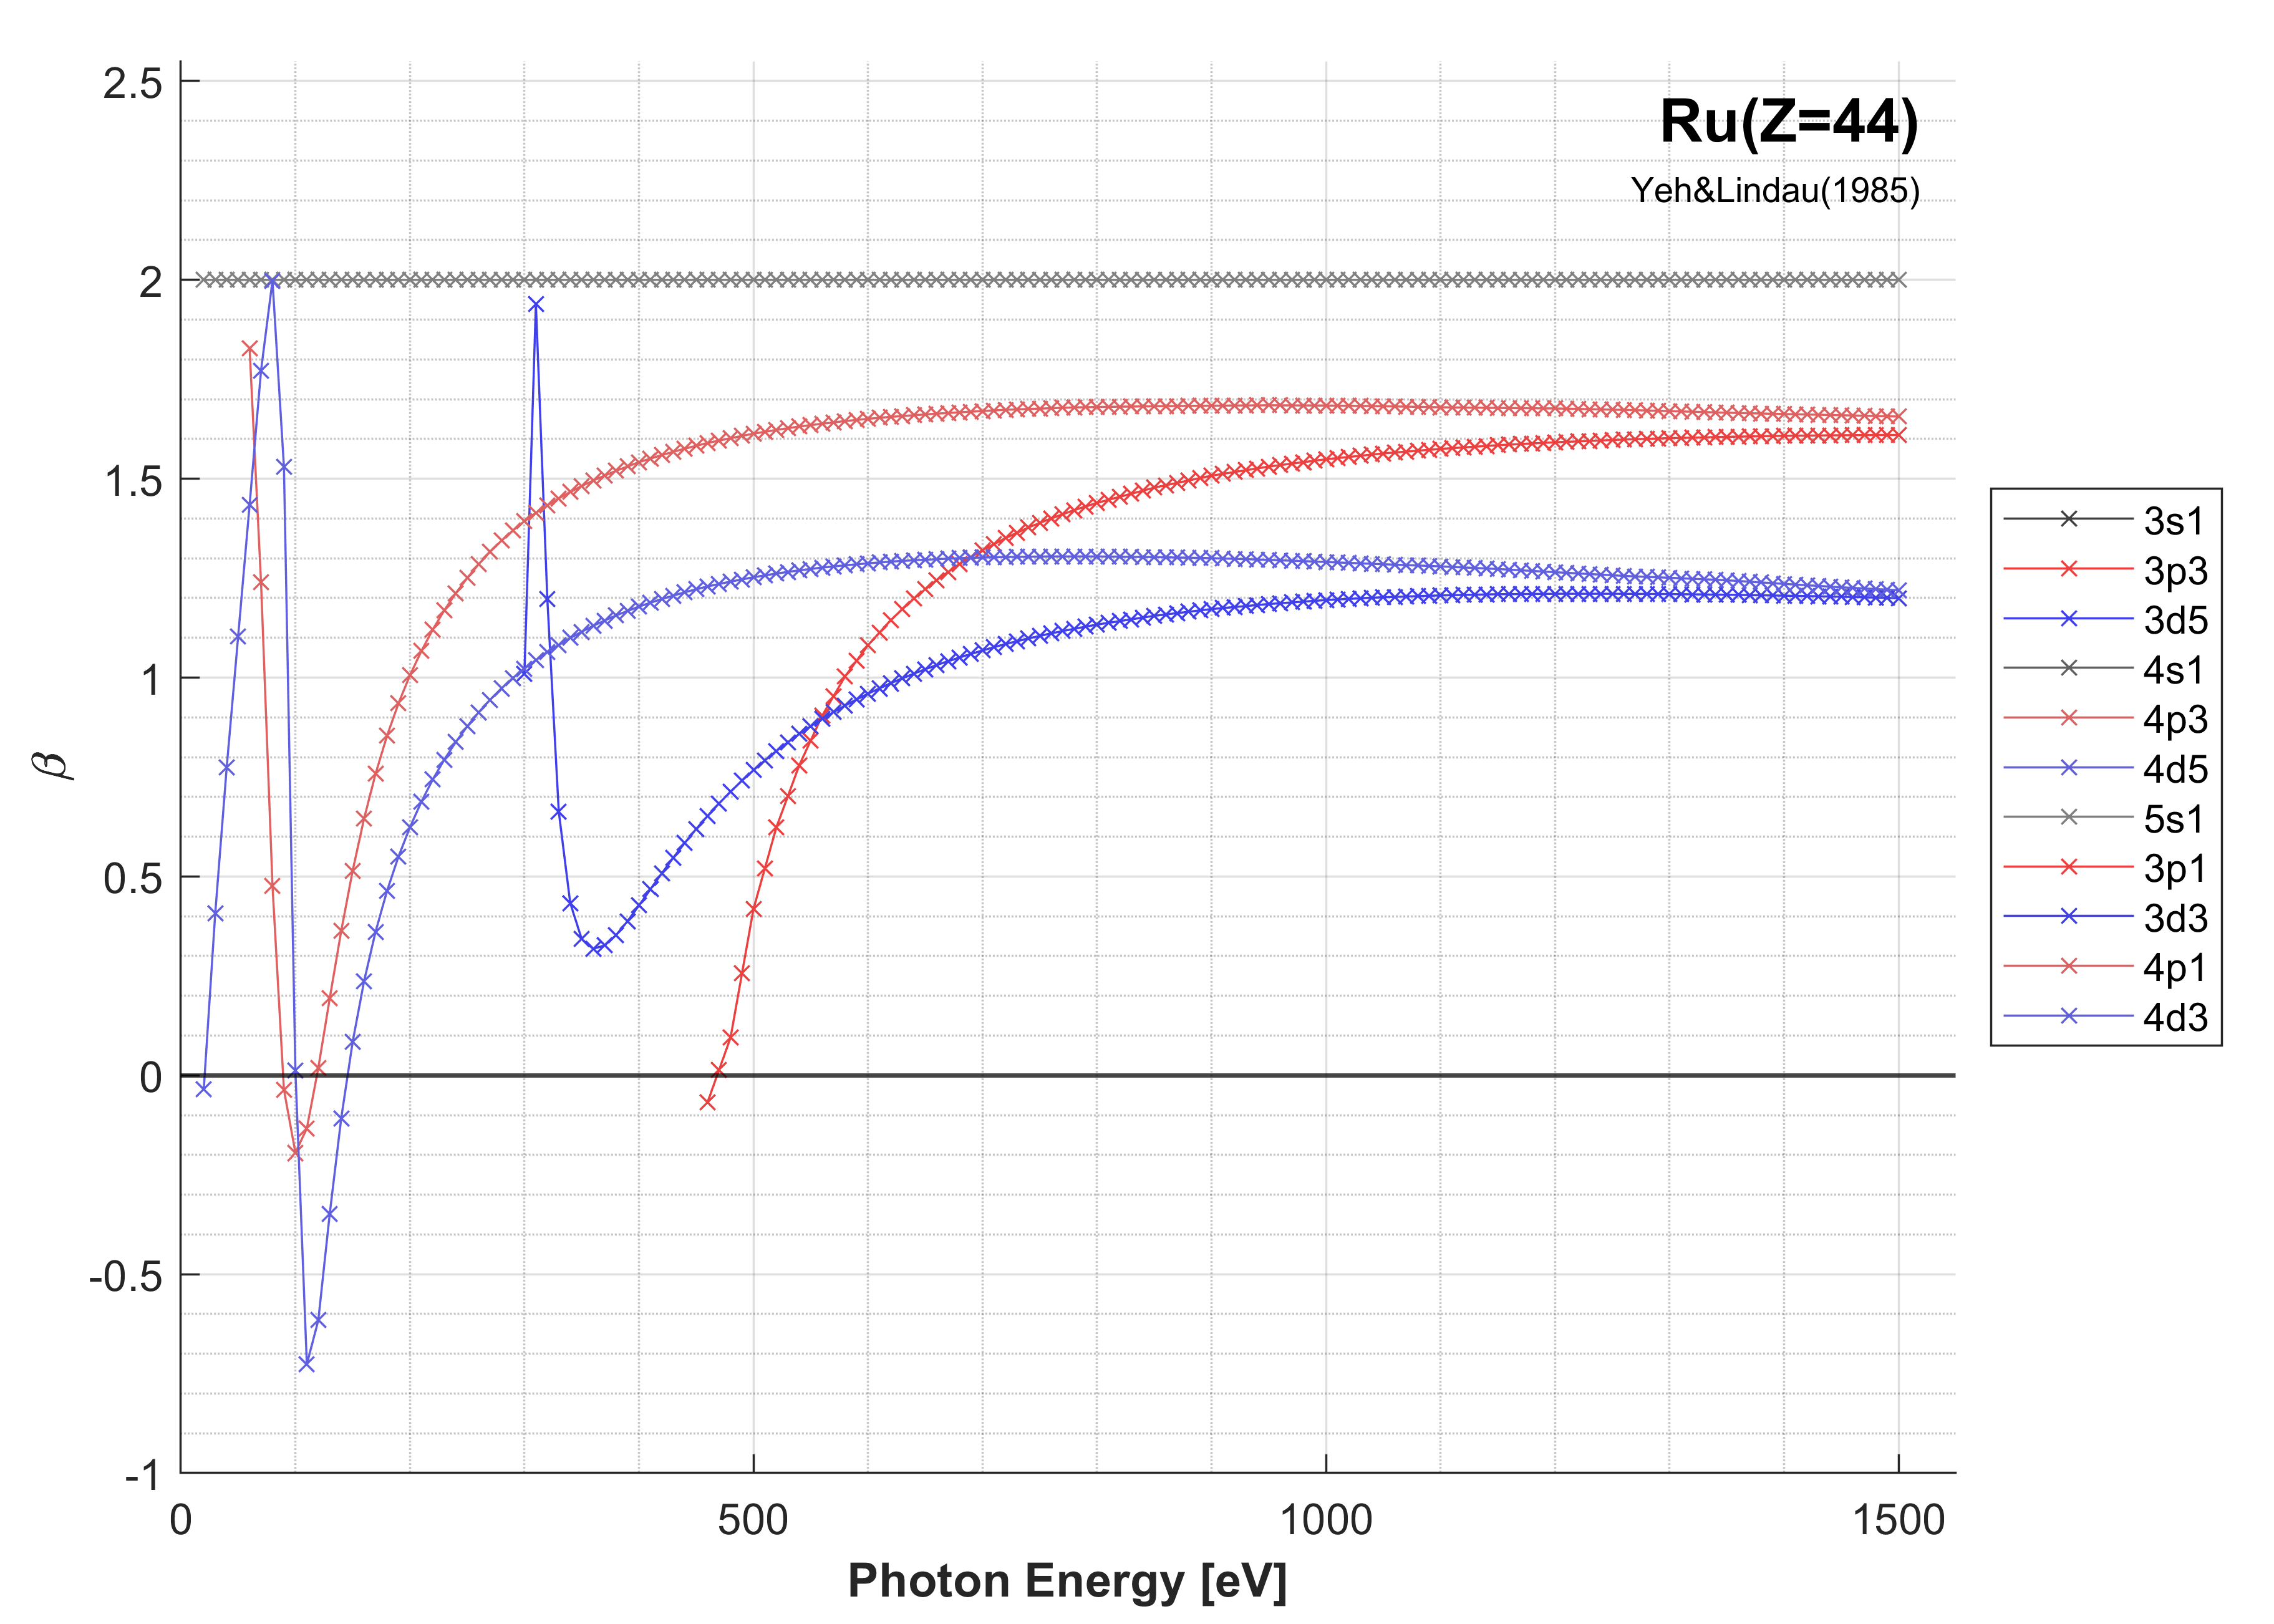 Ru(Z=44)
Yeh&Lindau(1985)
2.5
2
1.5
1
0.5
0
-0.5
-1
β
0 500 1000 1500
Photon Energy [eV]
3s1
3p3
3d5
4s1
4p3
4d5
5s1
3p1
3d3
4p1
4d3